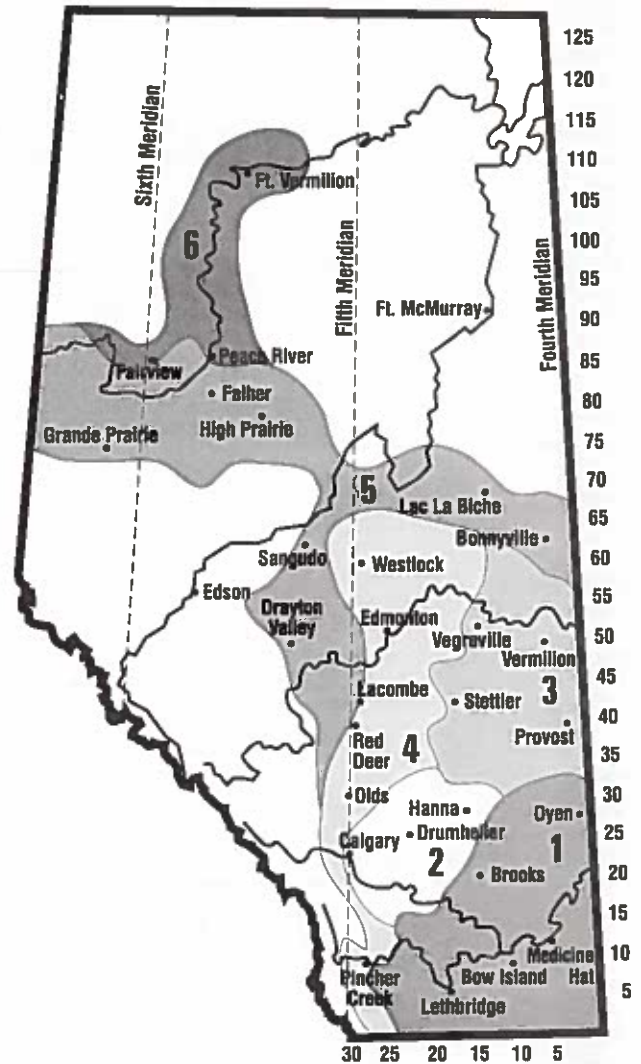 125
120
115
110
105
100
95
90
85
80
75
70
65
60
55
50
45
40
35
30
25
20
15
10
5
Sixth Meridian
Fifth Meridian
Fourth Meridian
Ft. Vermilion
6
Ft. McMurray
Peace River
Fairview
Falher
High Prairie
Grande Prairie
5
Lac La Biche
Bonnyville
Sangudo
Westlock
Edson
Drayton
Valley
Edmonton
Vegreville
Vermilion
Lacombe
Stettler
3
Provost
Red
Deer
4
Olds
Hanna
Oyen
Calgary
Drumheller
1
2
Brooks
Medicine
Hat
Bow Island
Pincher
Creek
Lethbridge
30 25 20 15 10 5